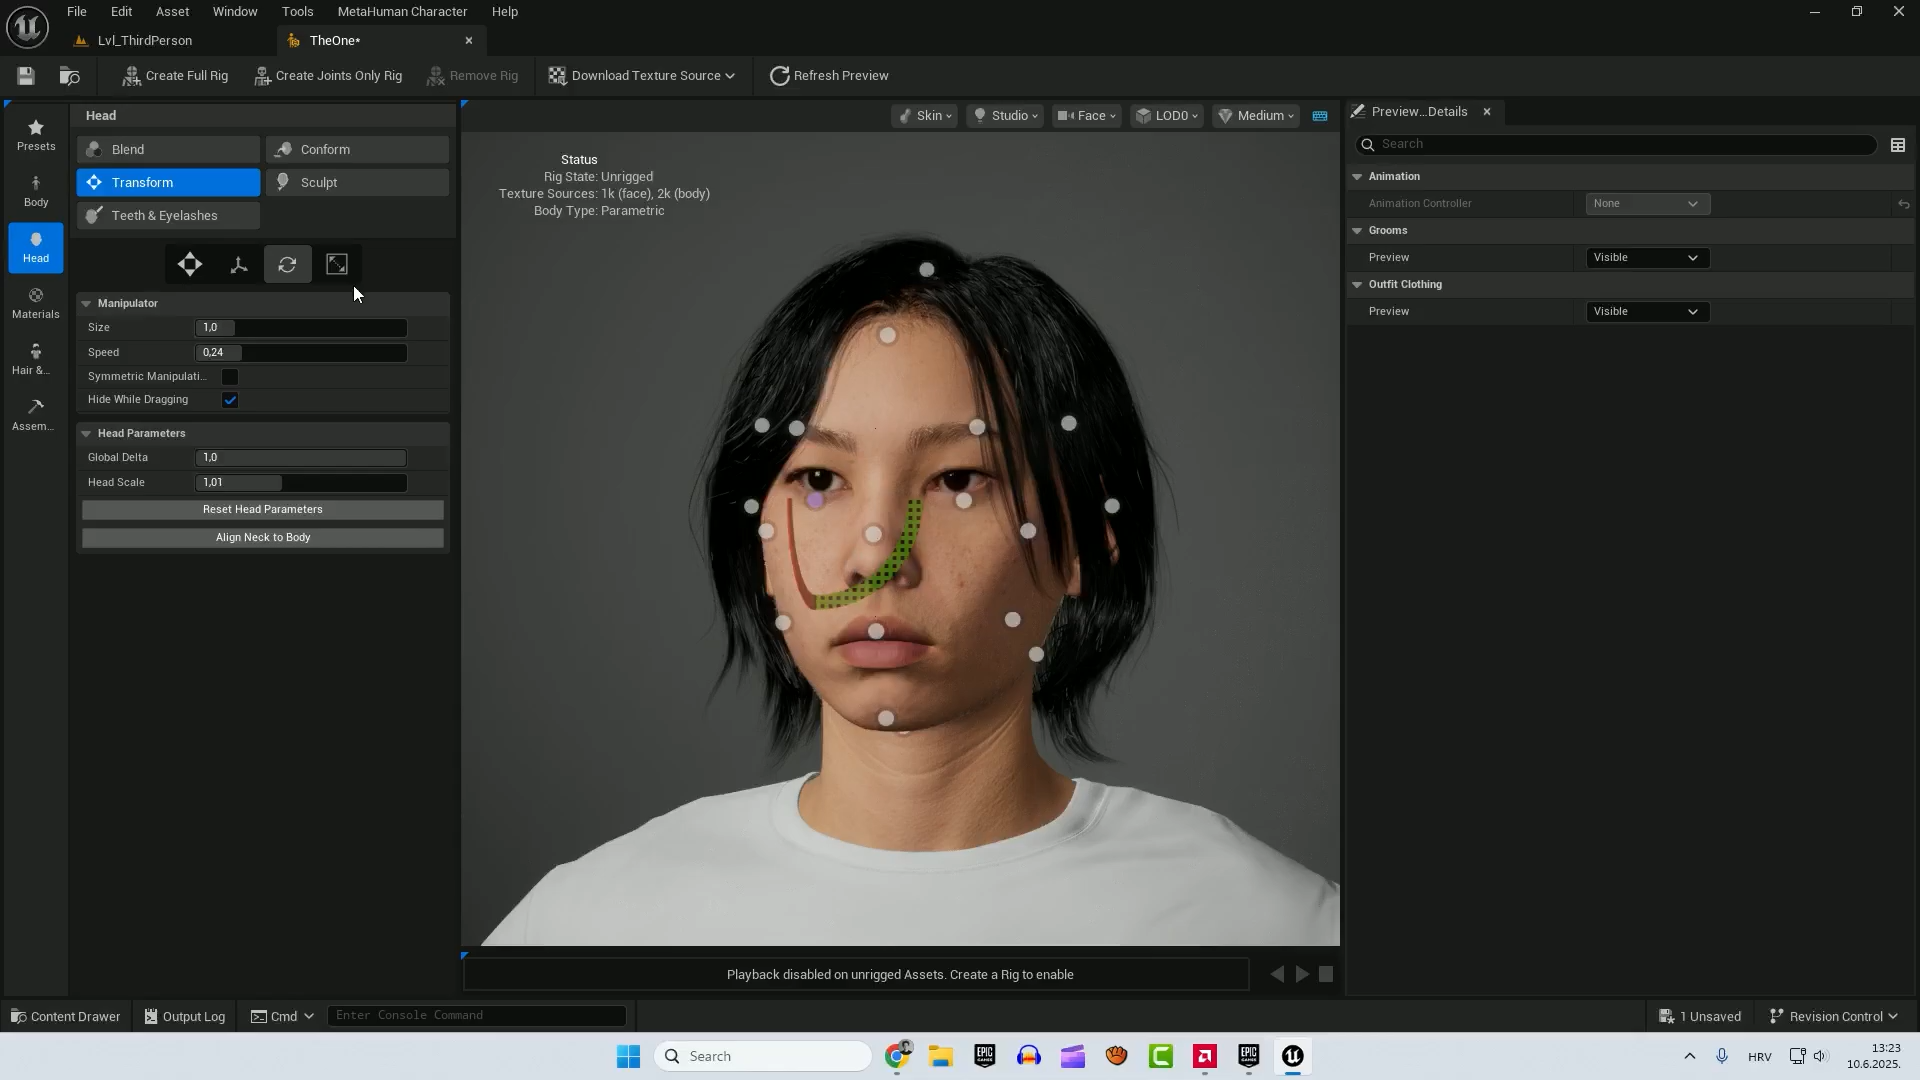 File Edit Asset Window Tools MetaHuman Character Help
Lvl_ThirdPerson
TheOne*
Create Full Rig
Create Joints Only Rig
Remove Rig
Download Texture Source
Refresh Preview
Presets
Body
Head
Materials
Hair &...
Assem...
Head
Blend
Conform
Transform
Sculpt
Teeth & Eyelashes
Manipulator
Size 1,0
Speed 0,24
Symmetric Manipulati...
Hide While Dragging
Head Parameters
Global Delta 1,0
Head Scale 1,01
Reset Head Parameters
Align Neck to Body
Skin
Studio
Face
LOD0
Medium
Status
Rig State: Unrigged
Texture Sources: 1k (face), 2k (body)
Body Type: Parametric
Playback disabled on unrigged Assets. Create a Rig to enable
Preview...Details
Search
Animation
Animation Controller None
Grooms
Preview Visible
Outfit Clothing
Preview Visible
Content Drawer
Output Log
Cmd
Enter Console Command
1 Unsaved
Revision Control
Search
EPIC GAMES
EPIC GAMES
HRV
13:23
10.6.2025.